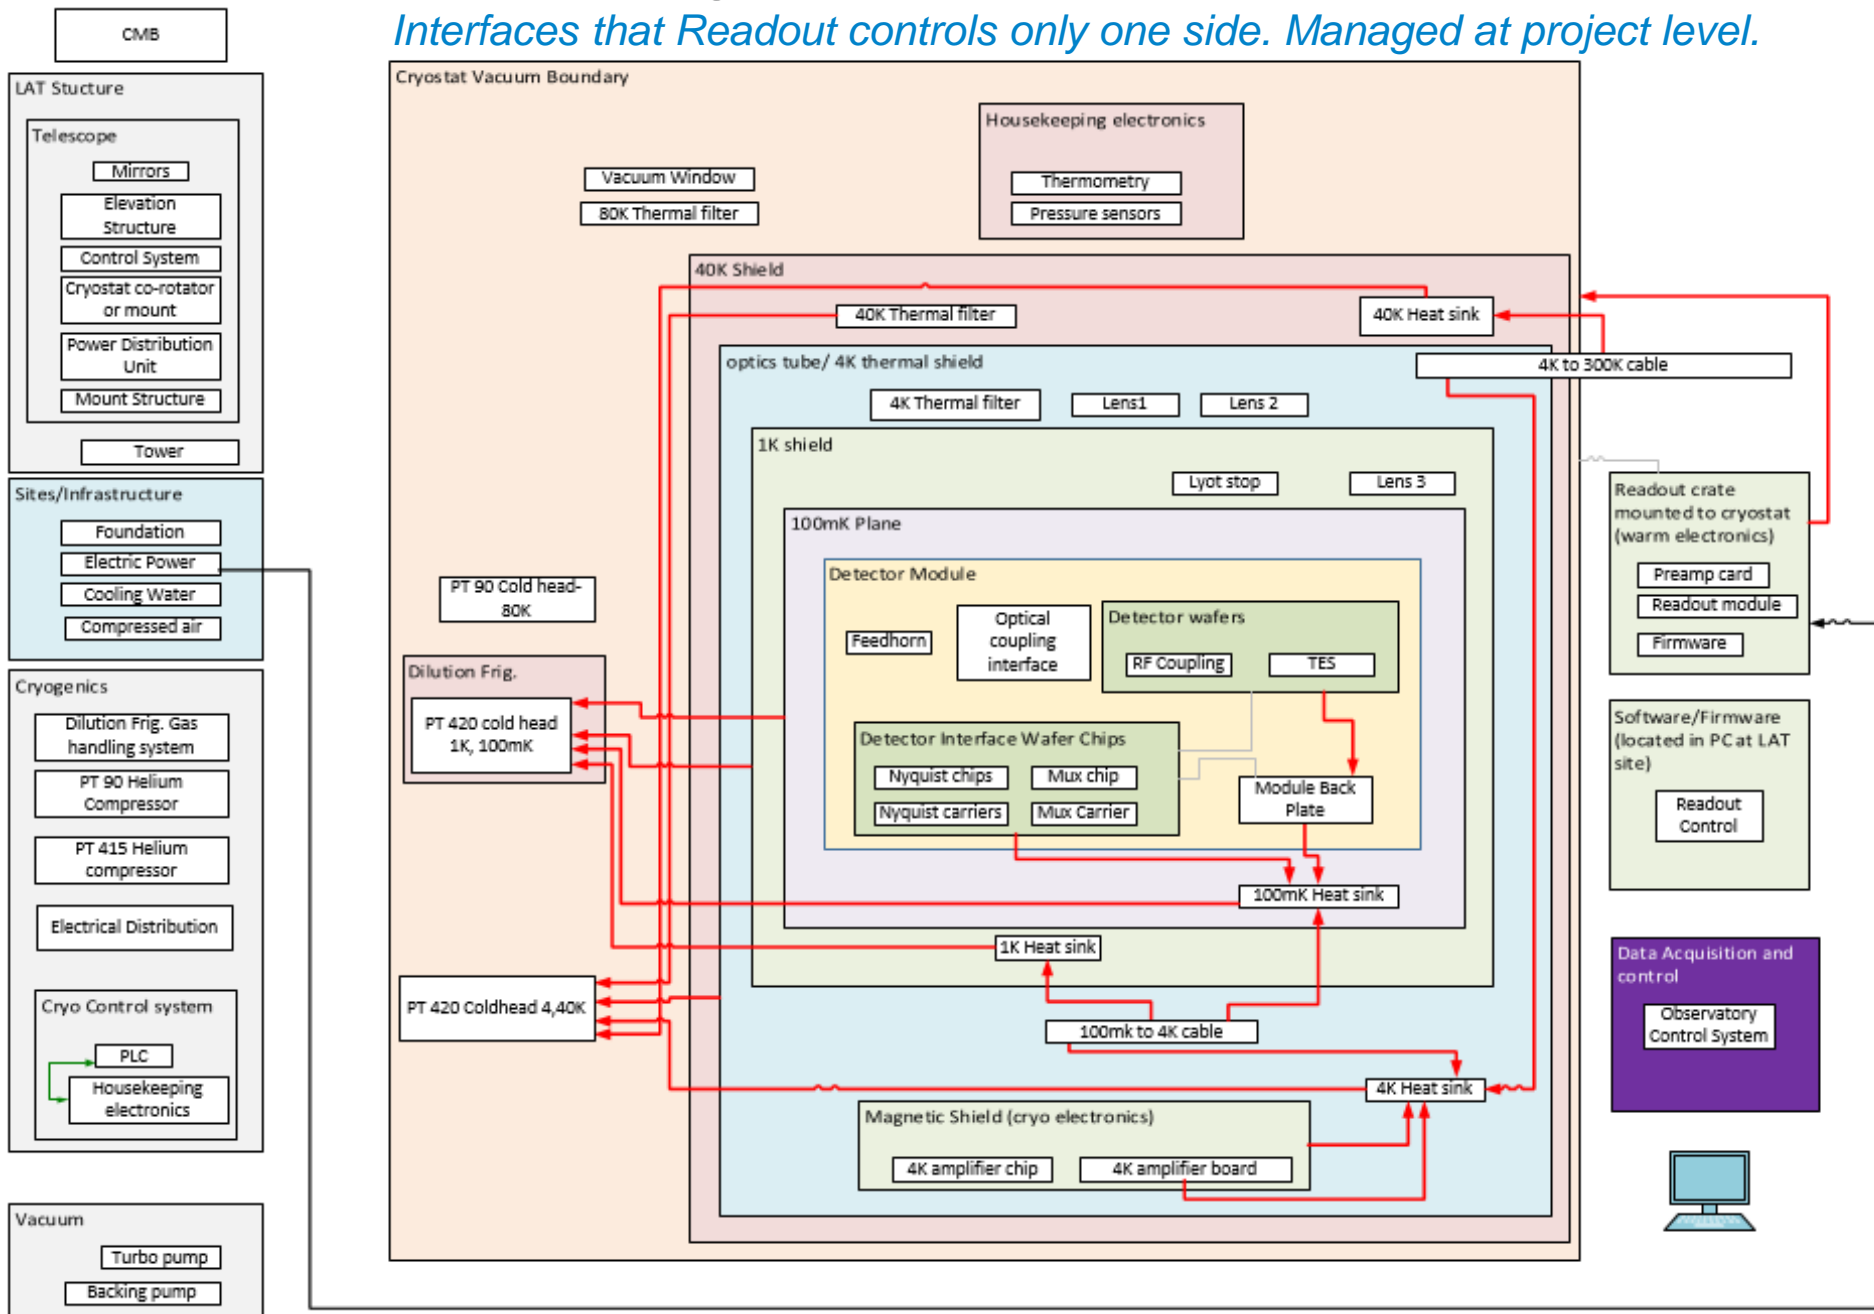 Interfaces that Readout controls only one side. Managed at project level.
CMB
LAT Stucture
Telescope
Mirrors
Elevation
Structure
Control System
Cryostat co-rotator
or mount
Power Distribution
Unit
Mount Structure
Tower
Sites/Infrastructure
Foundation
Electric Power
Cooling Water
Compressed air
Cryogenics
Dilution Frig. Gas
handling system
PT 90 Helium
Compressor
PT 415 Helium
compressor
Electrical Distribution
Cryo Control system
PLC
Housekeeping
electronics
Vacuum
Turbo pump
Backing pump
Cryostat Vacuum Boundary
Vacuum Window
80K Thermal filter
Housekeeping electronics
Thermometry
Pressure sensors
PT 90 Cold head-
80K
Dilution Frig.
PT 420 cold head
1K, 100mK
PT 420 Coldhead 4,40K
40K Shield
40K Thermal filter
40K Heat sink
optics tube/ 4K thermal shield
4K to 300K cable
4K Thermal filter
Lens1
Lens 2
1K shield
Lyot stop
Lens 3
100mK Plane
Detector Module
Feedhorn
Optical
coupling
interface
Detector wafers
RF Coupling
TES
Detector Interface Wafer Chips
Nyquist chips
Mux chip
Nyquist carriers
Mux Carrier
Module Back
Plate
100mK Heat sink
1K Heat sink
100mk to 4K cable
4K Heat sink
Magnetic Shield (cryo electronics)
4K amplifier chip
4K amplifier board
Readout crate
mounted to cryostat
(warm electronics)
Preamp card
Readout module
Firmware
Software/Firmware
(located in PC at LAT
site)
Readout
Control
Data Acquisition and
control
Observatory
Control System